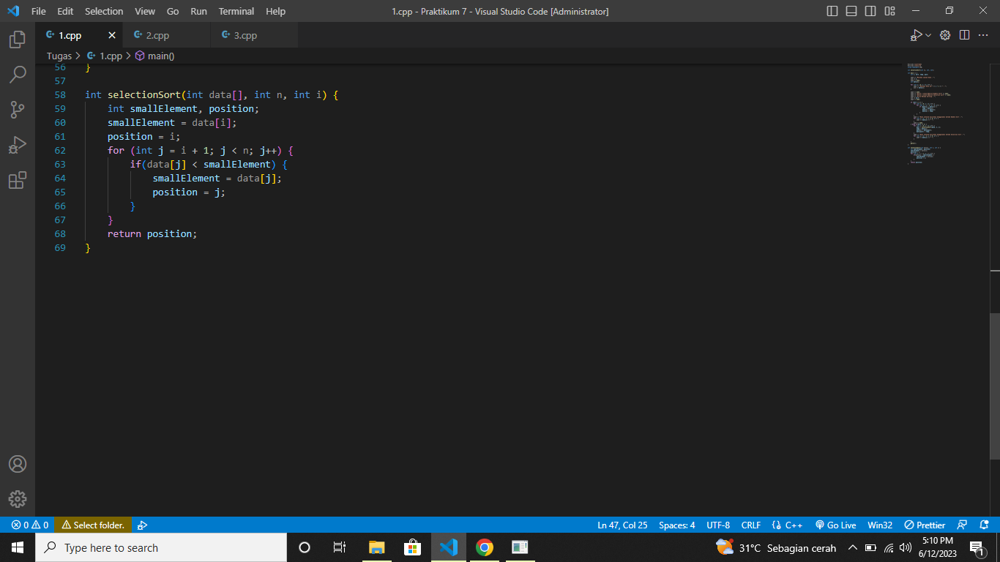 File Edit Selection View Go Run Terminal Help 1.cpp - Praktikum 7 - Visual Studio Code [Administrator]
1.cpp 2.cpp 3.cpp
Tugas > 1.cpp > main()
56 }
57
58 int selectionSort(int data[], int n, int i) {
59 int smallElement, position;
60 smallElement = data[i];
61 position = i;
62 for (int j = i + 1; j < n; j++) {
63 if(data[j] < smallElement) {
64 smallElement = data[j];
65 position = j;
66 }
67 }
68 return position;
69 }
0 0 Select folder. Ln 47, Col 25 Spaces: 4 UTF-8 CRLF {} C++ Go Live Win32 Prettier
Type here to search 31°C Sebagian cerah 5:10 PM
6/12/2023 1